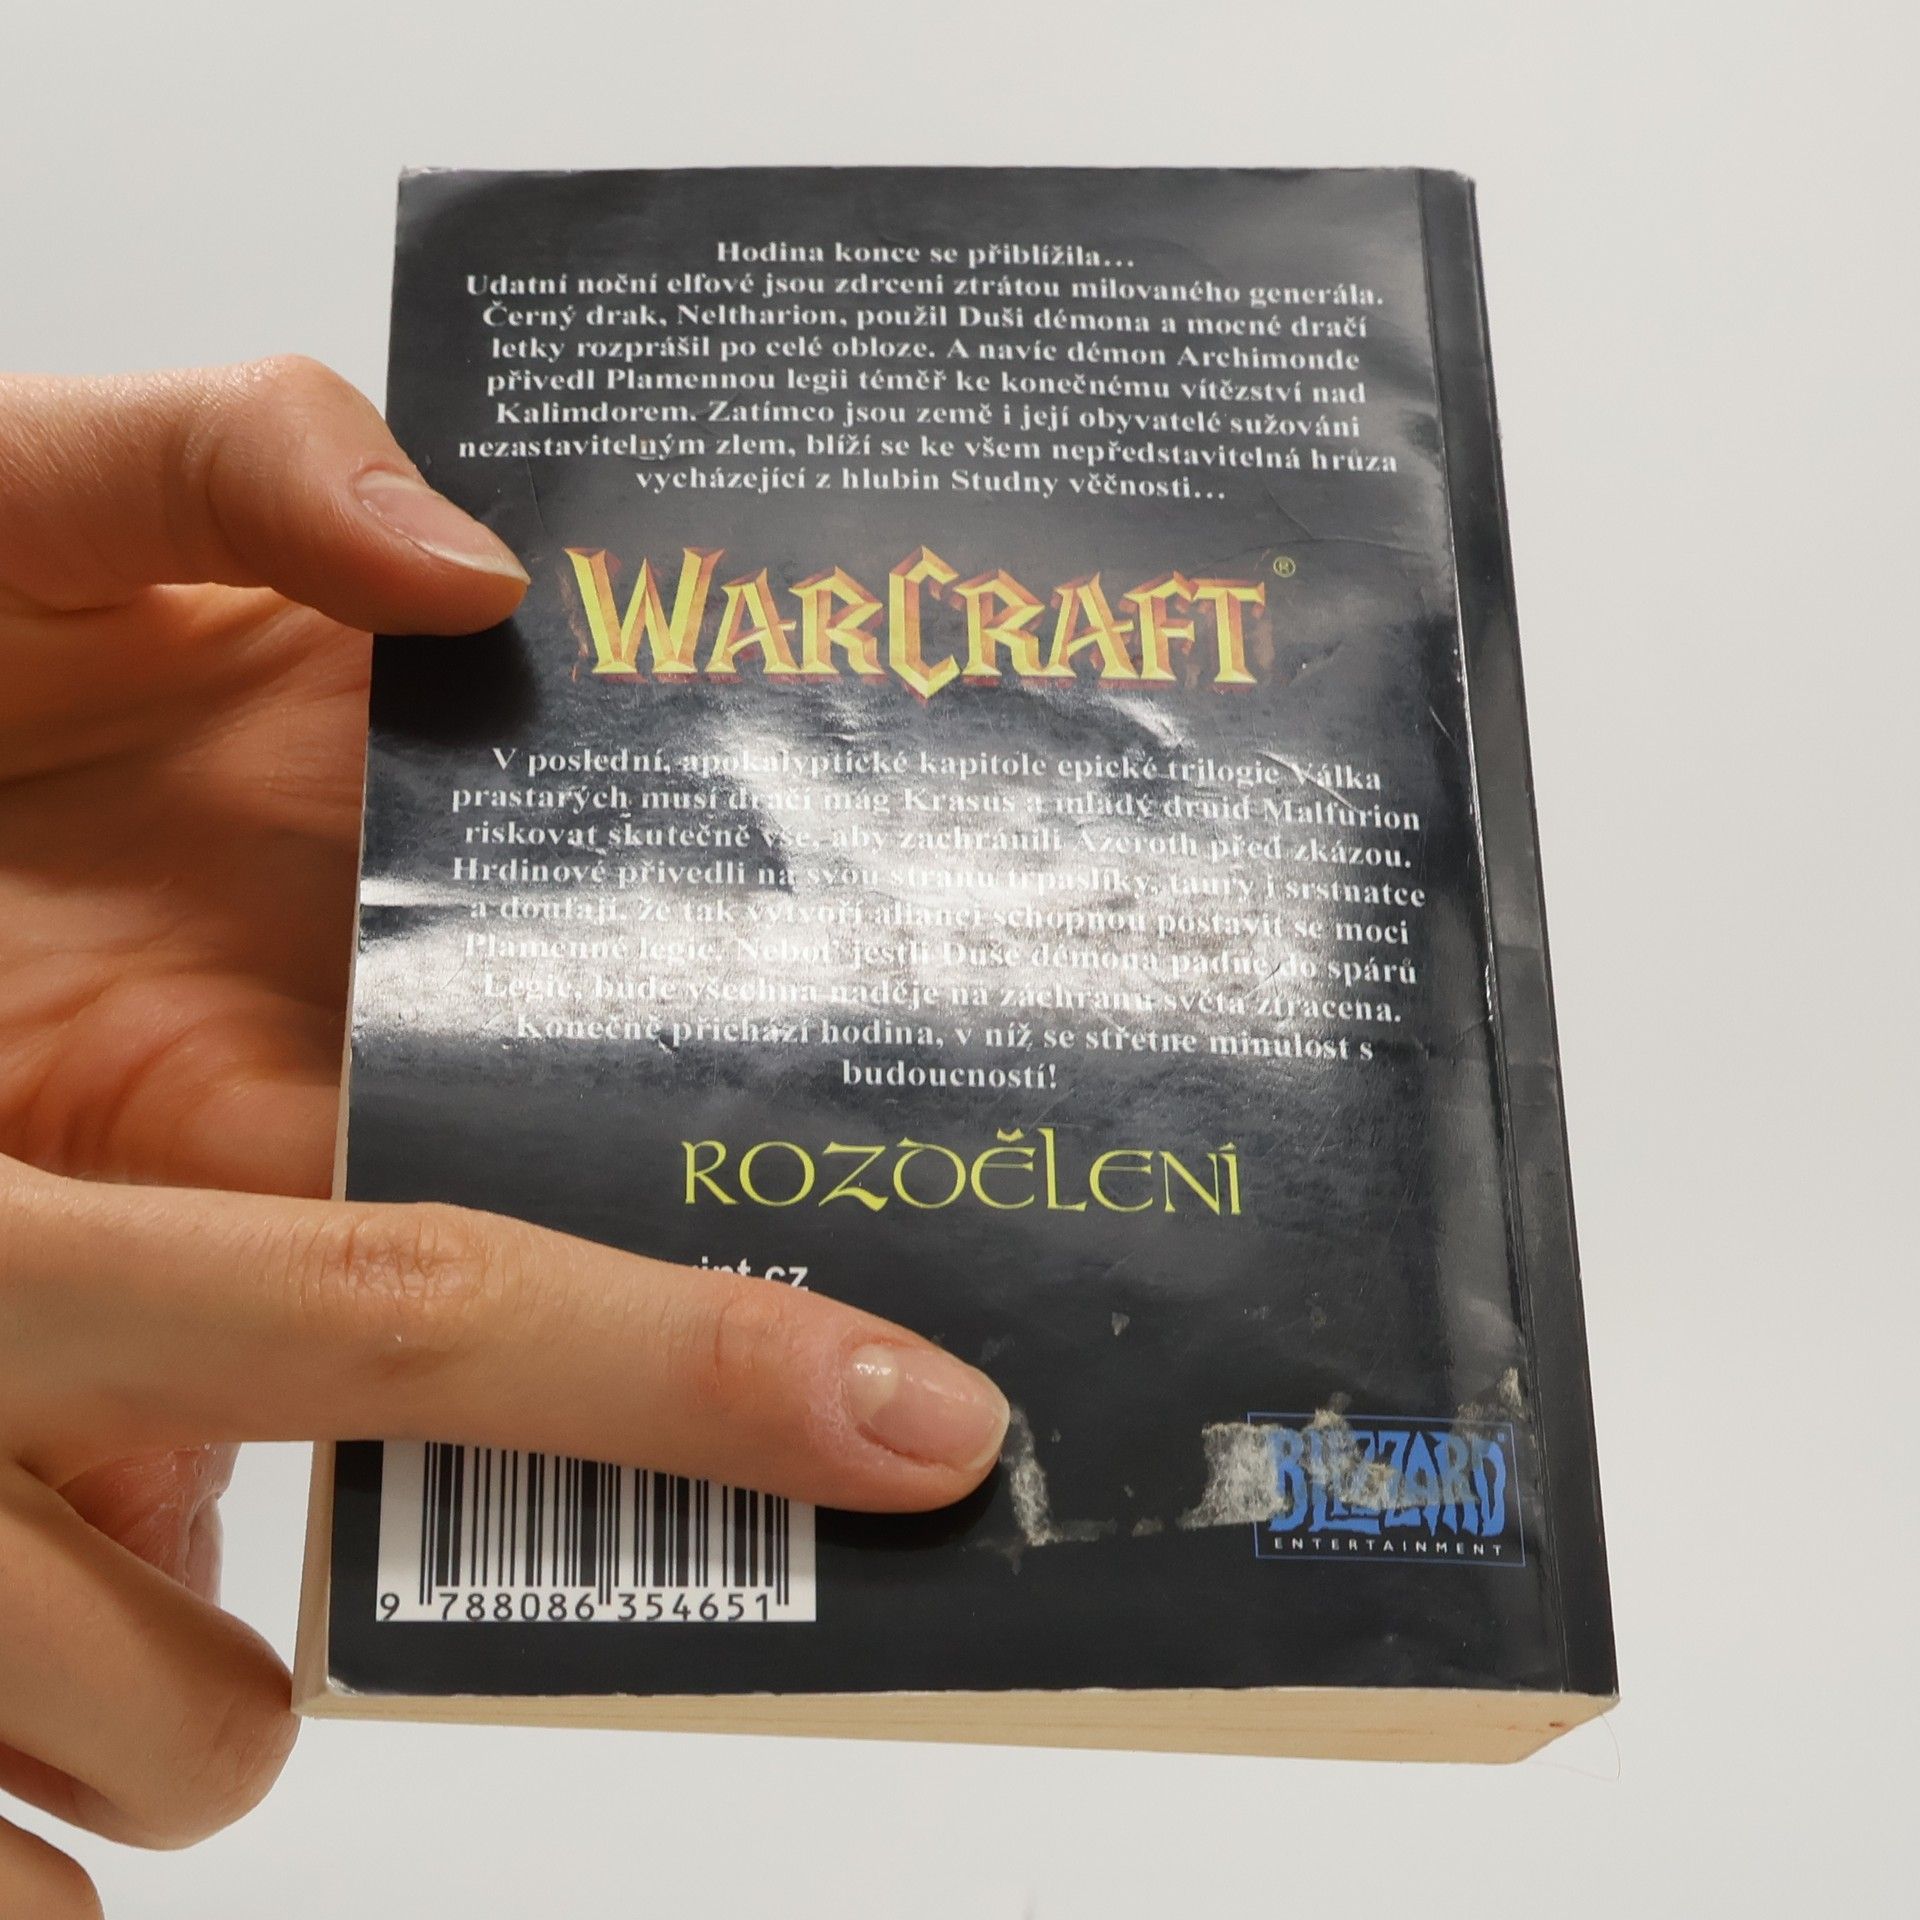 Hodina konce se přiblížila…
Udatní noční elfové jsou zdrceni ztrátou milovaného generála.
Černý drak, Neltharion, použil Duši démona a mocné dračí
letky rozprášil po celé obloze. A navíc démon Archimonde
přivedl Plamennou legii téměř ke konečnému vítězství nad
Kalimdorem. Zatímco jsou země i její obyvatelé sužováni
nezastavitelným zlem, blíží se ke všem nepředstavitelná hrůza
vycházející z hlubin Studny věčnosti…
WARCRAFT®
V poslední, apokalyptické kapitole epické trilogie Válka
prastarých musí dračí mág Krasus a mladý druid Malfurion
riskovat skutečně vše, aby zachránili Azeroth před zkázou.
Hrdinové přivedli na svou stranu trpaslíky, taury i srstnatce
a doufají, že tak vytvoří alianci schopnou postavit se moci
Plamenné legie. Neboť jestli Duše démona padne do spárů
Legie, bude všechna naděje na záchranu světa ztracena.
Konečně přichází hodina, v níž se střetne minulost s
budoucností!
ROZDĚLENÍ
BLIZZARD
ENTERTAINMENT
9 788086 354651